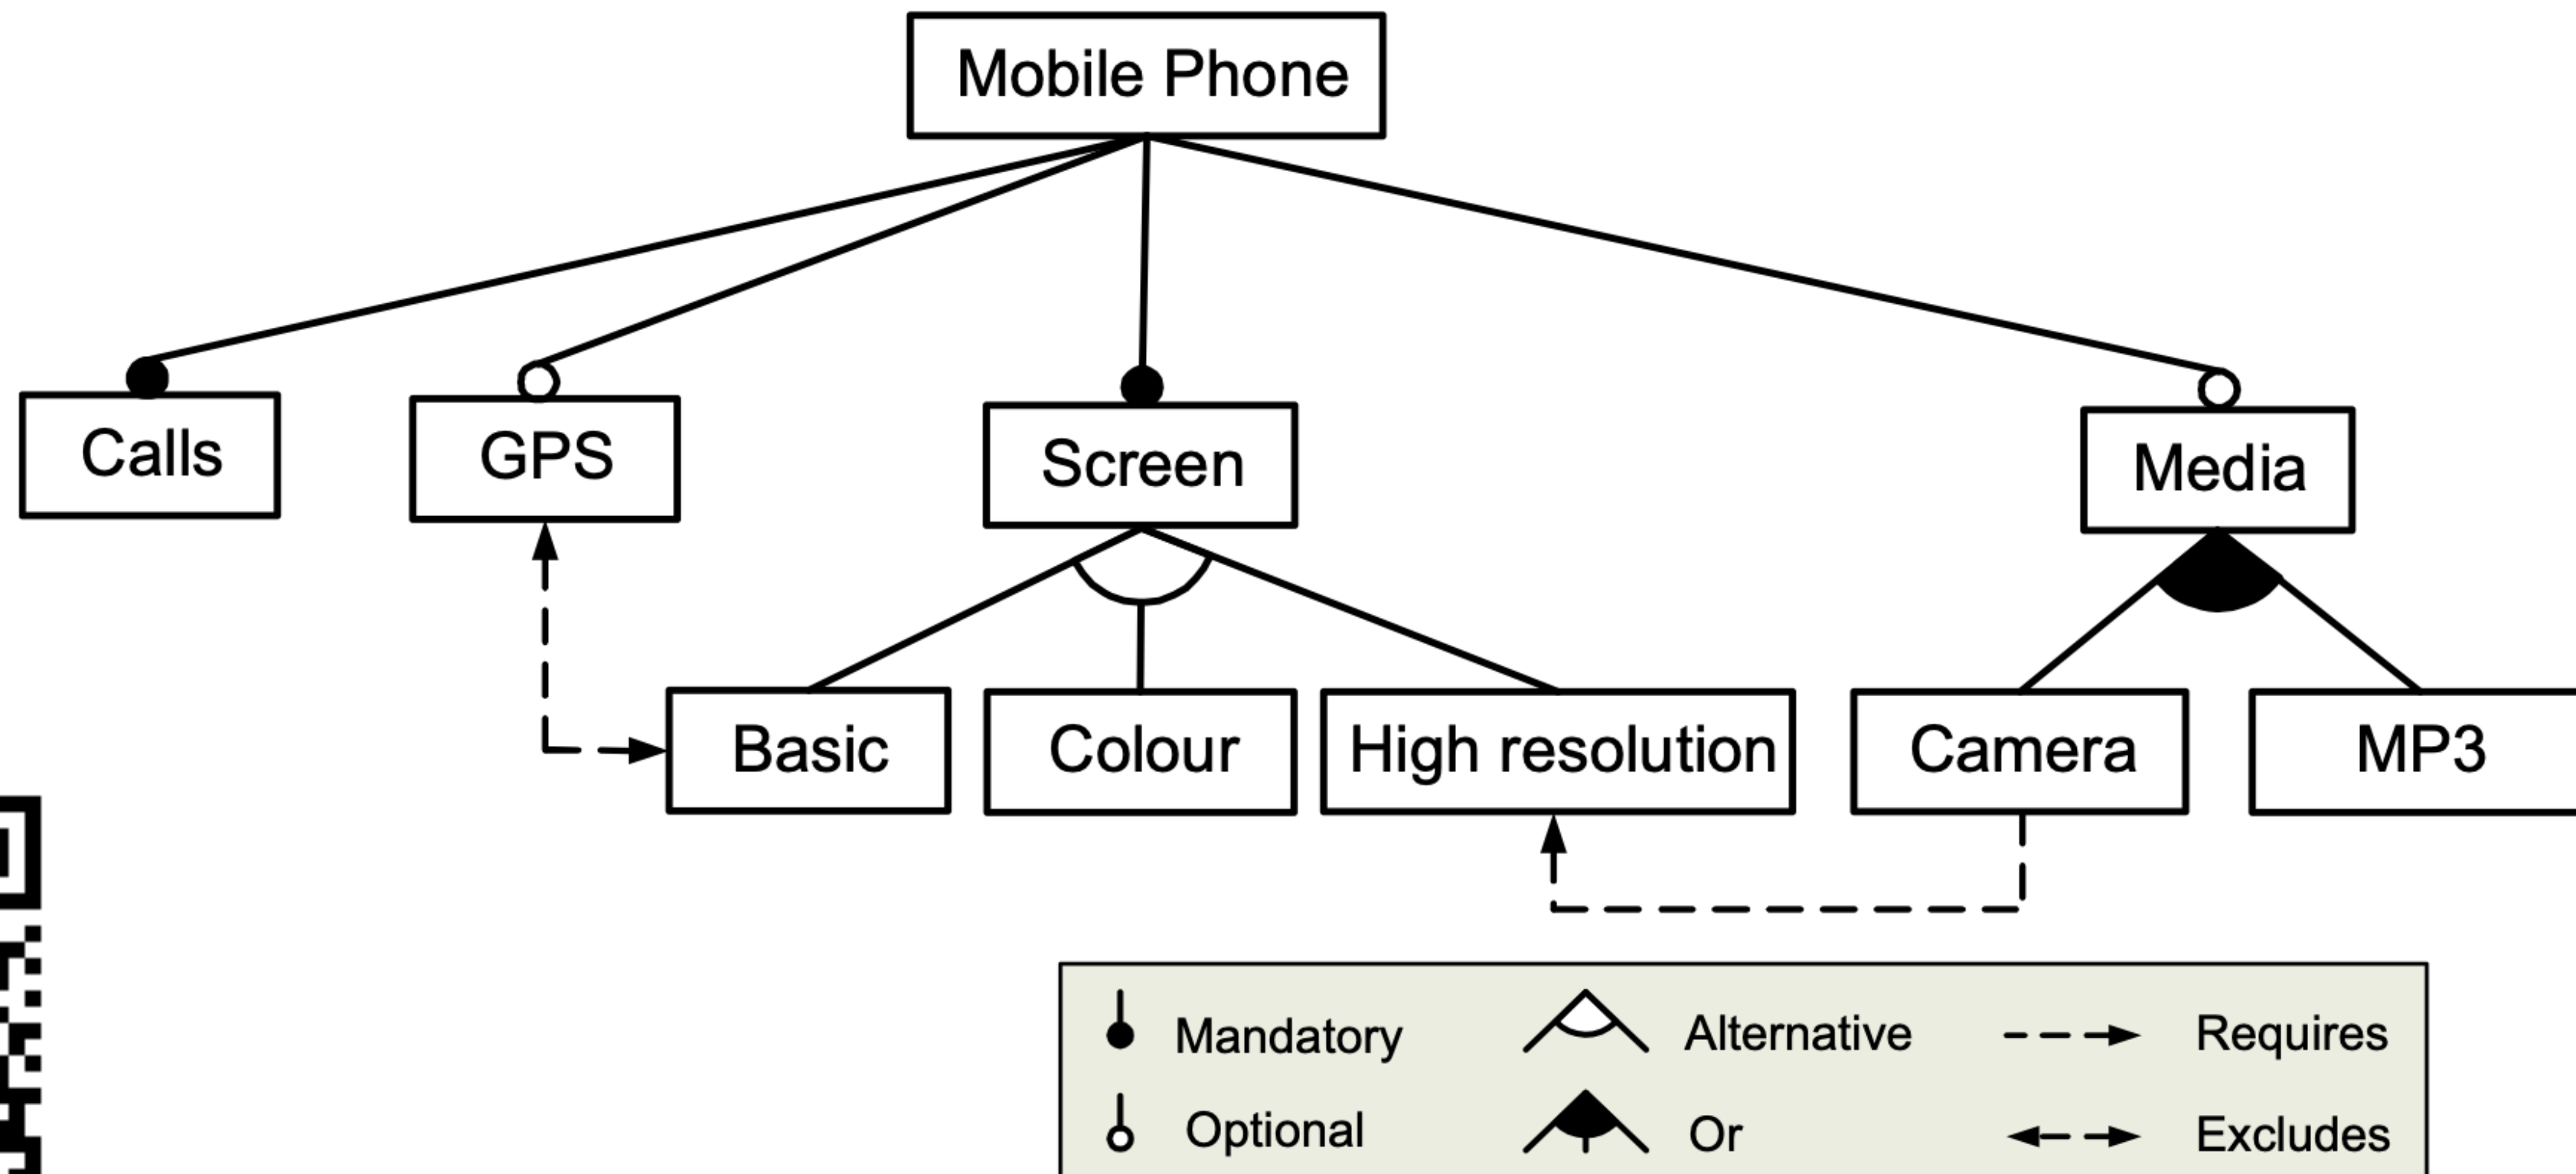 Mobile Phone
Calls
GPS
Screen
Media
Basic
Colour
High resolution
Camera
MP3
Mandatory
Alternative
Requires
Optional
Or
Excludes